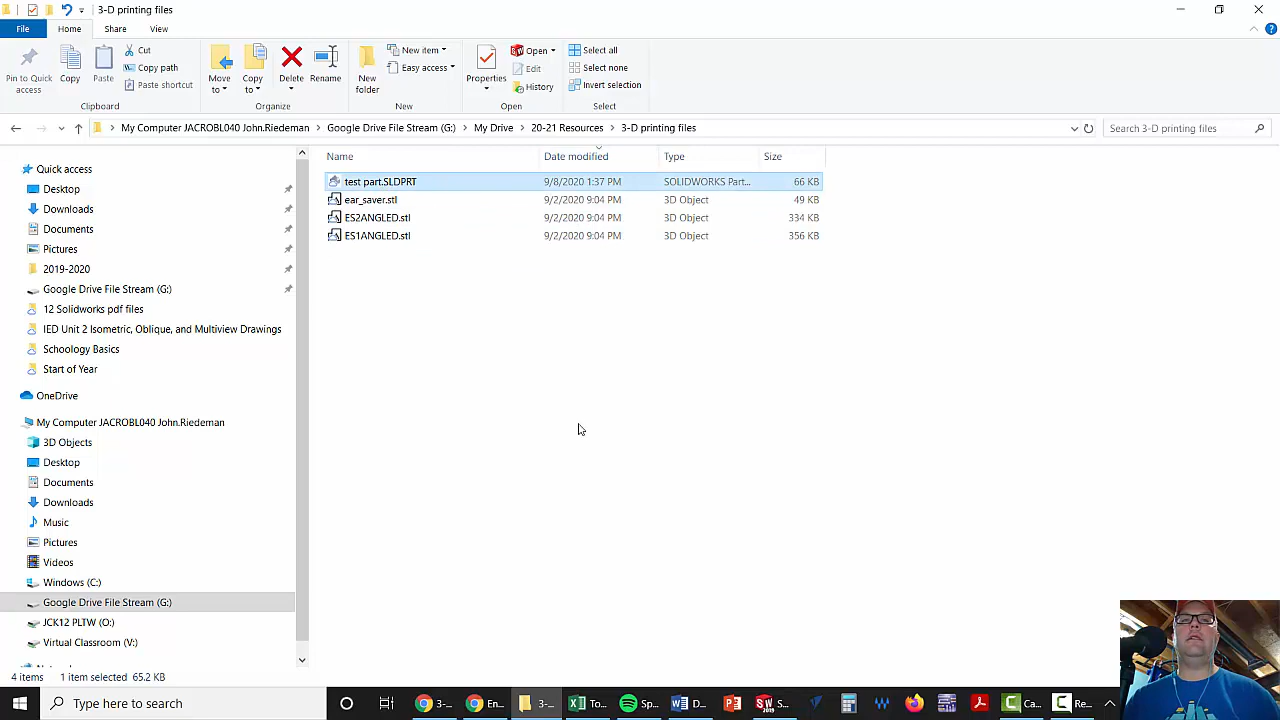 3-D printing files
File Home Share View
Pin to Quick access
Copy
Paste
Cut
Copy path
Paste shortcut
Clipboard
Move to
Copy to
Delete
Rename
Organize
New folder
New item
Easy access
New
Properties
Open
Edit
History
Open
Select all
Select none
Invert selection
Select
My Computer JACROBL040 John.Riedeman > Google Drive File Stream (G:) > My Drive > 20-21 Resources > 3-D printing files
Search 3-D printing files
Name Date modified Type Size
test part.SLDPRT 9/8/2020 1:37 PM SOLIDWORKS Part... 66 KB
ear_saver.stl 9/2/2020 9:04 PM 3D Object 49 KB
ES2ANGLED.stl 9/2/2020 9:04 PM 3D Object 334 KB
ES1ANGLED.stl 9/2/2020 9:04 PM 3D Object 356 KB
Quick access
Desktop
Downloads
Documents
Pictures
2019-2020
Google Drive File Stream (G:)
12 Solidworks pdf files
IED Unit 2 Isometric, Oblique, and Multiview Drawings
Schoology Basics
Start of Year
OneDrive
My Computer JACROBL040 John.Riedeman
3D Objects
Desktop
Documents
Downloads
Music
Pictures
Videos
Windows (C:)
Google Drive File Stream (G:)
JCK12 PLTW (O:)
Virtual Classroom (V:)
4 items 1 item selected 65.2 KB
Type here to search
3-... En... 3-... To... Sp... D... S... Ca... Re...